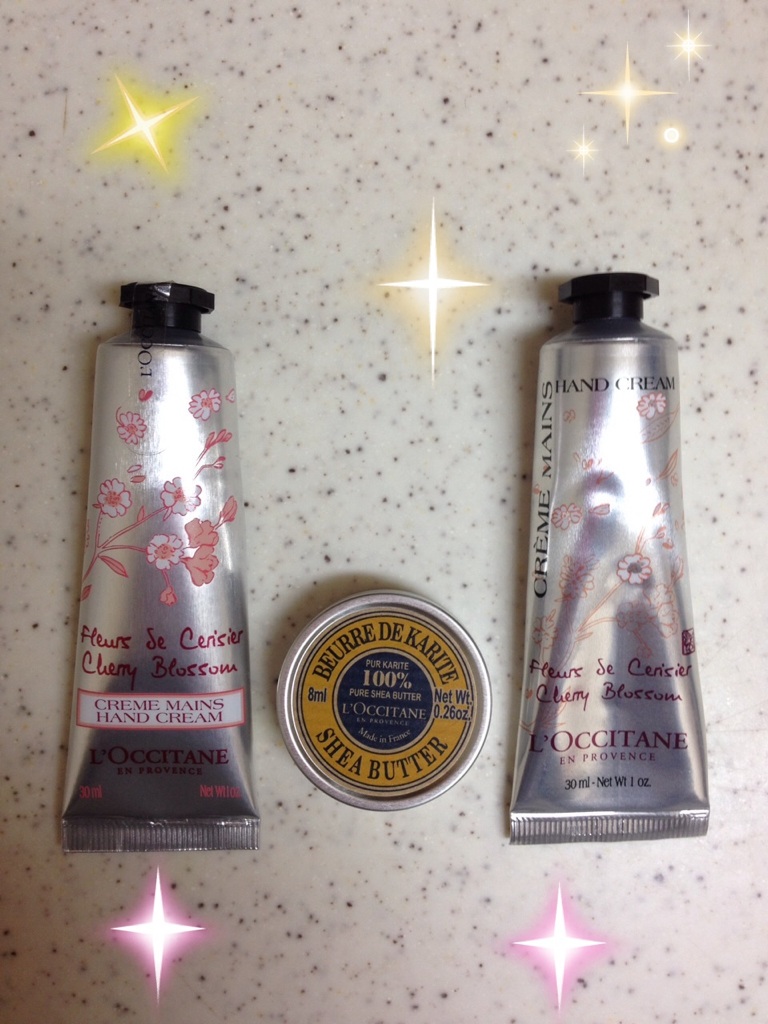 L'OCC
Fleurs de Cerisier
Cherry Blossom
CREME MAINS
HAND CREAM
L'OCCITANE
EN PROVENCE
30 ml Net Wt 1 oz.
BEURRE DE KARITE
PUR KARITE
100%
PURE SHEA BUTTER
8ml
Net Wt.
0.26oz.
L'OCCITANE
EN PROVENCE
Made in France
SHEA BUTTER
HAND CREAM
CRÈME MAINS
Fleurs de Cerisier
Cherry Blossom
L'OCCITANE
EN PROVENCE
30 ml - Net Wt 1 oz.